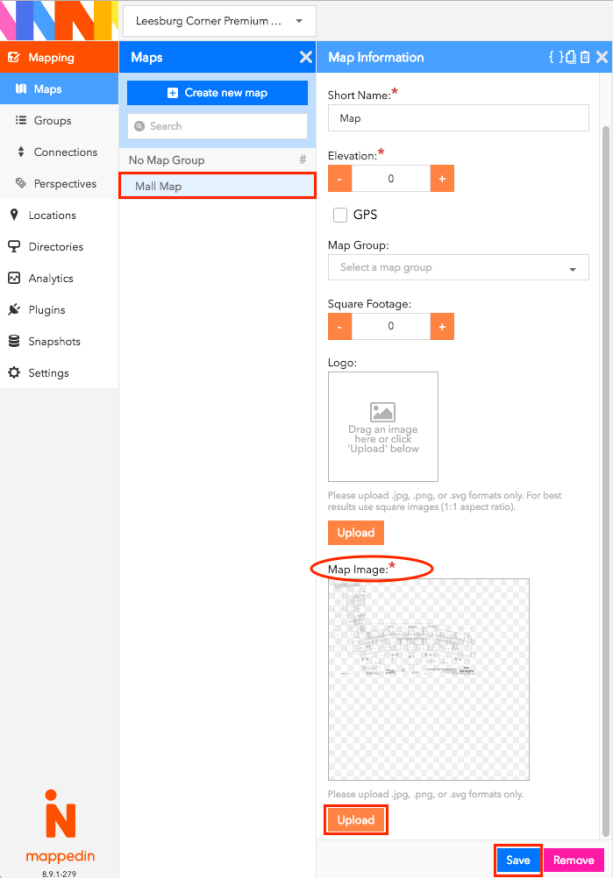 Leesburg Corner Premium ...
Mapping
Maps
Groups
Connections
Perspectives
Locations
Directories
Analytics
Plugins
Snapshots
Settings
mappedin
8.9.1-279
Maps
Create new map
Search
No Map Group #
Mall Map
Map Information { }
Short Name:*
Map
Elevation:*
- 0 +
GPS
Map Group:
Select a map group
Square Footage:
- 0 +
Logo:
Drag an image
here or click
'Upload' below
Please upload .jpg, .png, or .svg formats only. For best
results use square images (1:1 aspect ratio).
Upload
Map Image:*
Please upload .jpg, .png, or .svg formats only.
Upload
Save Remove